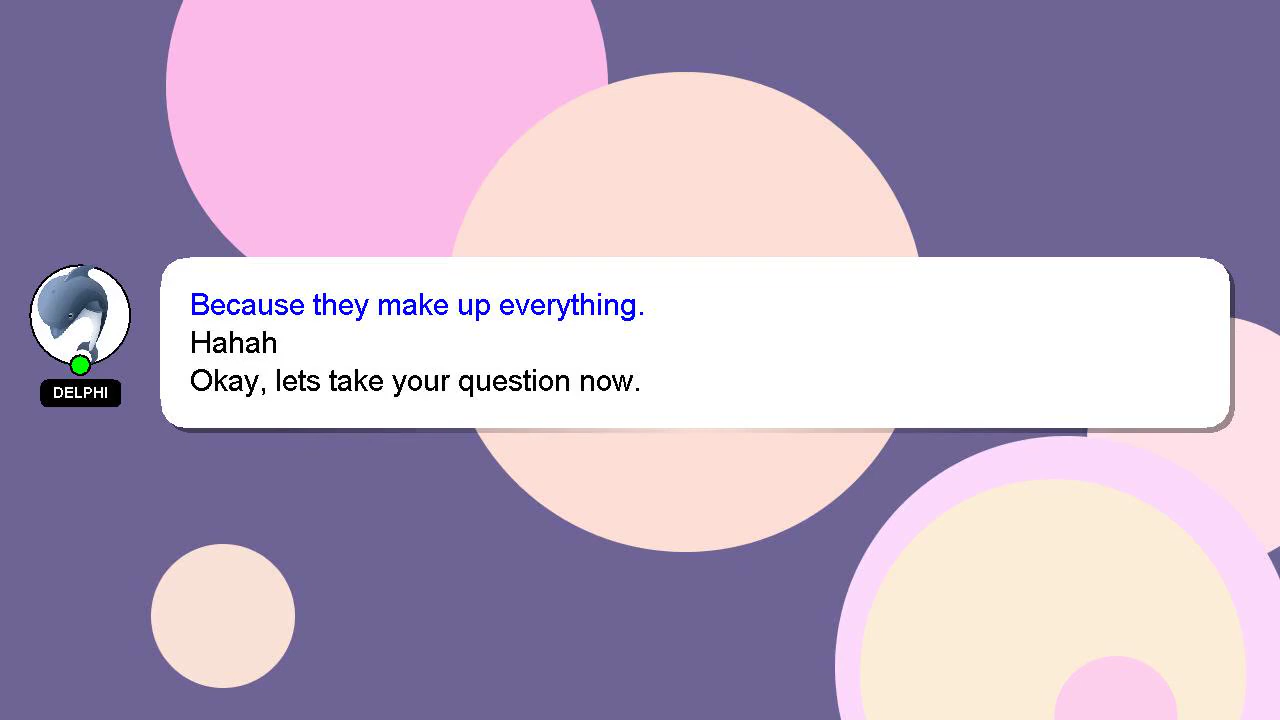 Because they make up everything.
Hahah
Okay, lets take your question now.
DELPHI